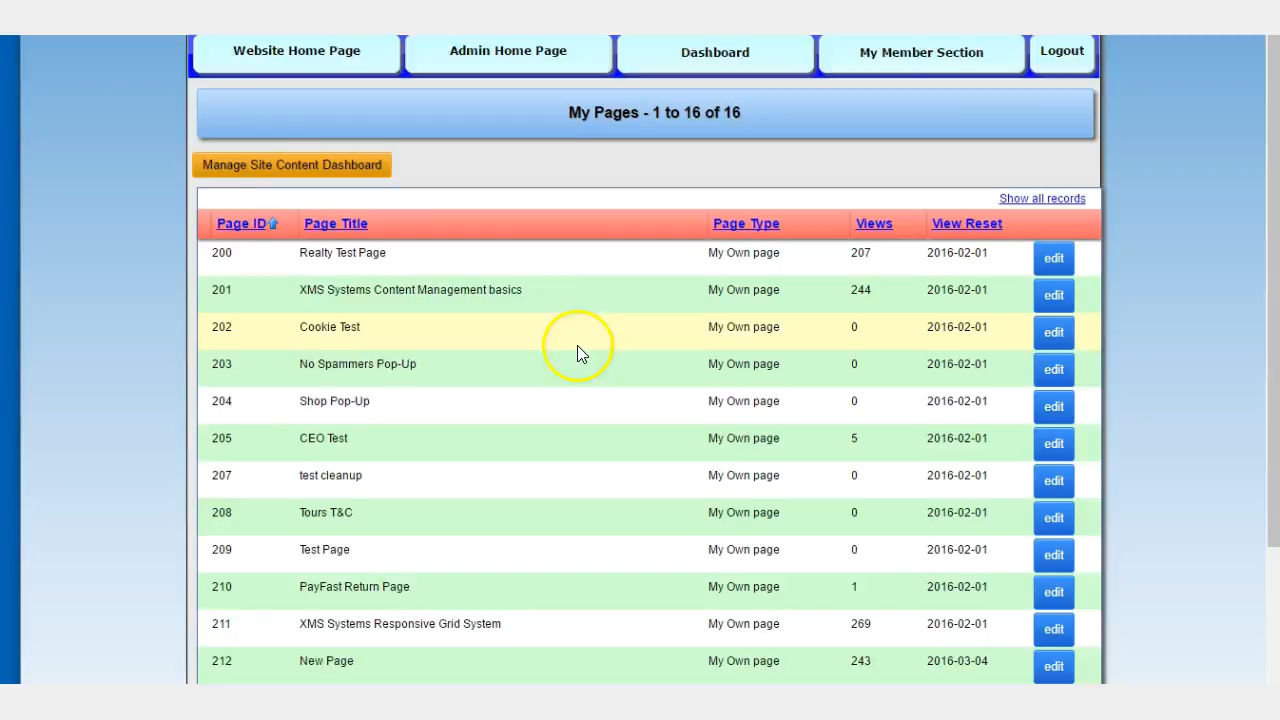 Website Home Page Admin Home Page Dashboard My Member Section Logout
My Pages - 1 to 16 of 16
Manage Site Content Dashboard
Show all records
Page ID Page Title Page Type Views View Reset
200 Realty Test Page My Own page 207 2016-02-01 edit
201 XMS Systems Content Management basics My Own page 244 2016-02-01 edit
202 Cookie Test My Own page 0 2016-02-01 edit
203 No Spammers Pop-Up My Own page 0 2016-02-01 edit
204 Shop Pop-Up My Own page 0 2016-02-01 edit
205 CEO Test My Own page 5 2016-02-01 edit
207 test cleanup My Own page 0 2016-02-01 edit
208 Tours T&C My Own page 0 2016-02-01 edit
209 Test Page My Own page 0 2016-02-01 edit
210 PayFast Return Page My Own page 1 2016-02-01 edit
211 XMS Systems Responsive Grid System My Own page 269 2016-02-01 edit
212 New Page My Own page 243 2016-03-04 edit